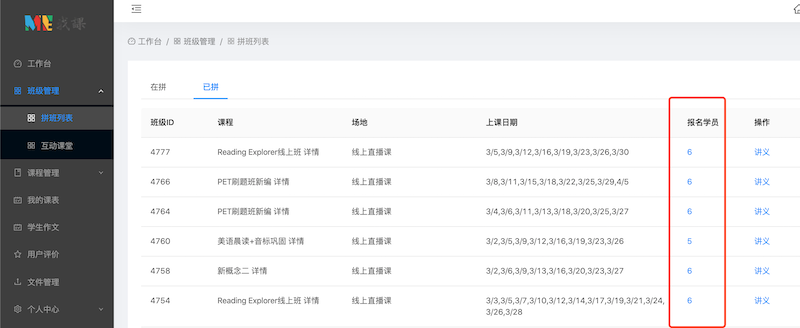 ME 我课
工作台 / 班级管理 / 拼班列表
工作台
班级管理
拼班列表
互动课堂
课程管理
我的课表
学生作文
用户评价
文件管理
个人中心
在拼 已拼
班级ID 课程 场地 上课日期 报名学员 操作
4777 Reading Explorer线上班 详情 线上直播课 3/5,3/9,3/12,3/16,3/19,3/23,3/26,3/30 6 讲义
4766 PET刷题班新编 详情 线上直播课 3/8,3/11,3/15,3/18,3/22,3/25,3/29,4/5 6 讲义
4764 PET刷题班新编 详情 线上直播课 3/4,3/6,3/11,3/13,3/18,3/20,3/25,3/27 6 讲义
4760 美语晨读+音标巩固 详情 线上直播课 3/2,3/5,3/9,3/12,3/16,3/19,3/23,3/26 5 讲义
4758 新概念二 详情 线上直播课 3/2,3/6,3/9,3/13,3/16,3/20,3/23,3/27 6 讲义
4754 Reading Explorer线上班 详情 线上直播课 3/3,3/5,3/7,3/10,3/12,3/14,3/17,3/19,3/21,3/24, 6 讲义
3/26,3/28